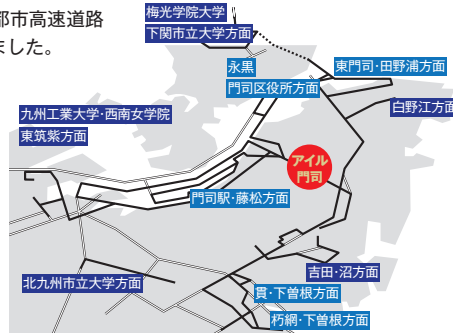 都市高速道路
ました。
梅光学院大学
下関市立大学方面
永黒
門司区役所方面
東門司・田野浦方面
白野江方面
九州工業大学・西南女学院
東筑紫方面
アイル
門司
門司駅・藤松方面
吉田・沼方面
北九州市立大学方面
貫・下曽根方面
朽網・下曽根方面